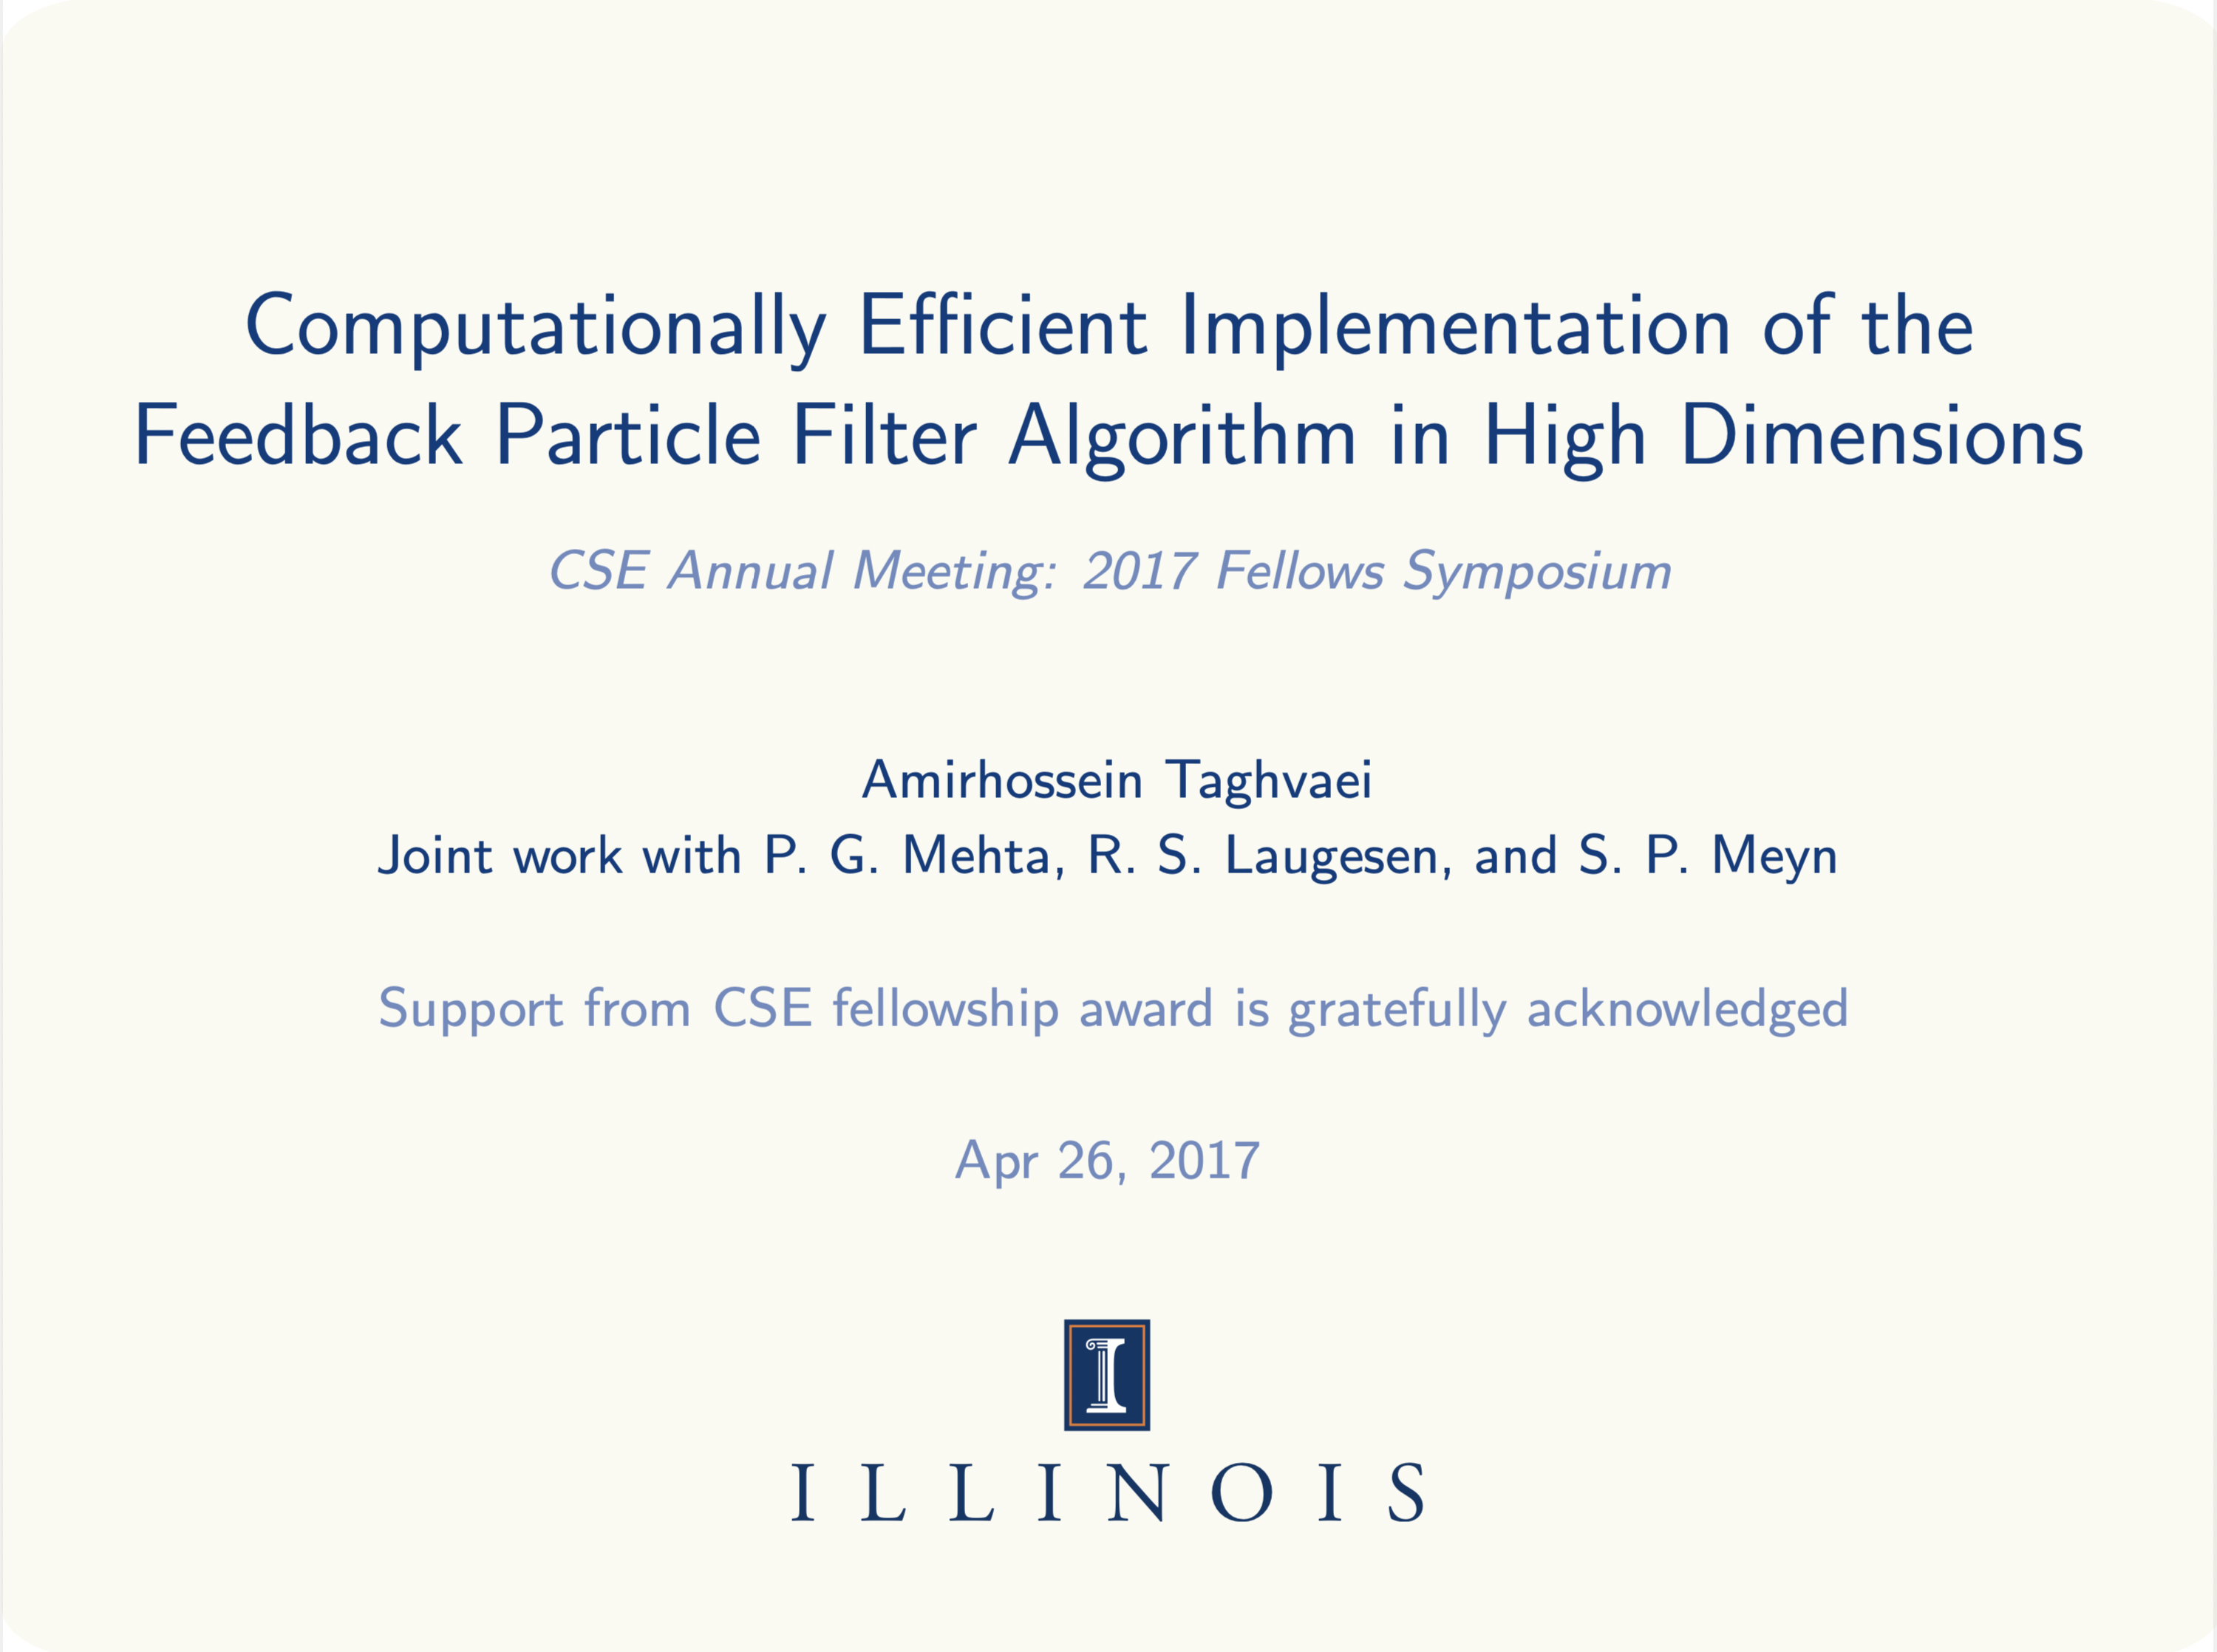 Computationally Efficient Implementation of the
Feedback Particle Filter Algorithm in High Dimensions
CSE Annual Meeting: 2017 Fellows Symposium
Amirhossein Taghvaei
Joint work with P. G. Mehta, R. S. Laugesen, and S. P. Meyn
Support from CSE fellowship award is gratefully acknowledged
Apr 26, 2017
I
ILLINOIS